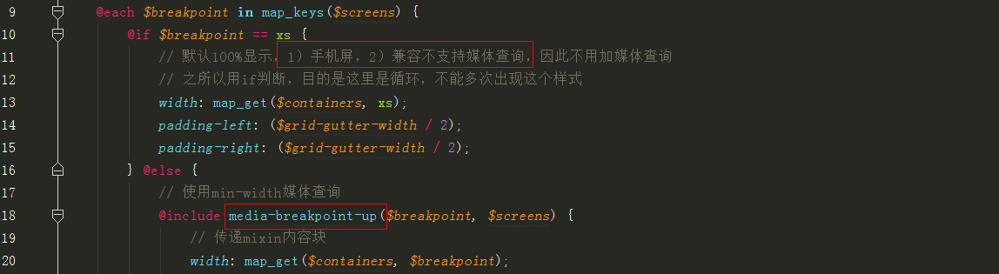 9 @each $breakpoint in map_keys($screens) {
10 @if $breakpoint == xs {
11 // 默认100%显示，1）手机屏，2）兼容不支持媒体查询，因此不用加媒体查询
12 // 之所以用if判断，目的是这里是循环，不能多次出现这个样式
13 width: map_get($containers, xs);
14 padding-left: ($grid-gutter-width / 2);
15 padding-right: ($grid-gutter-width / 2);
16 } @else {
17 // 使用min-width媒体查询
18 @include media-breakpoint-up($breakpoint, $screens) {
19 // 传递mixin内容块
20 width: map_get($containers, $breakpoint);